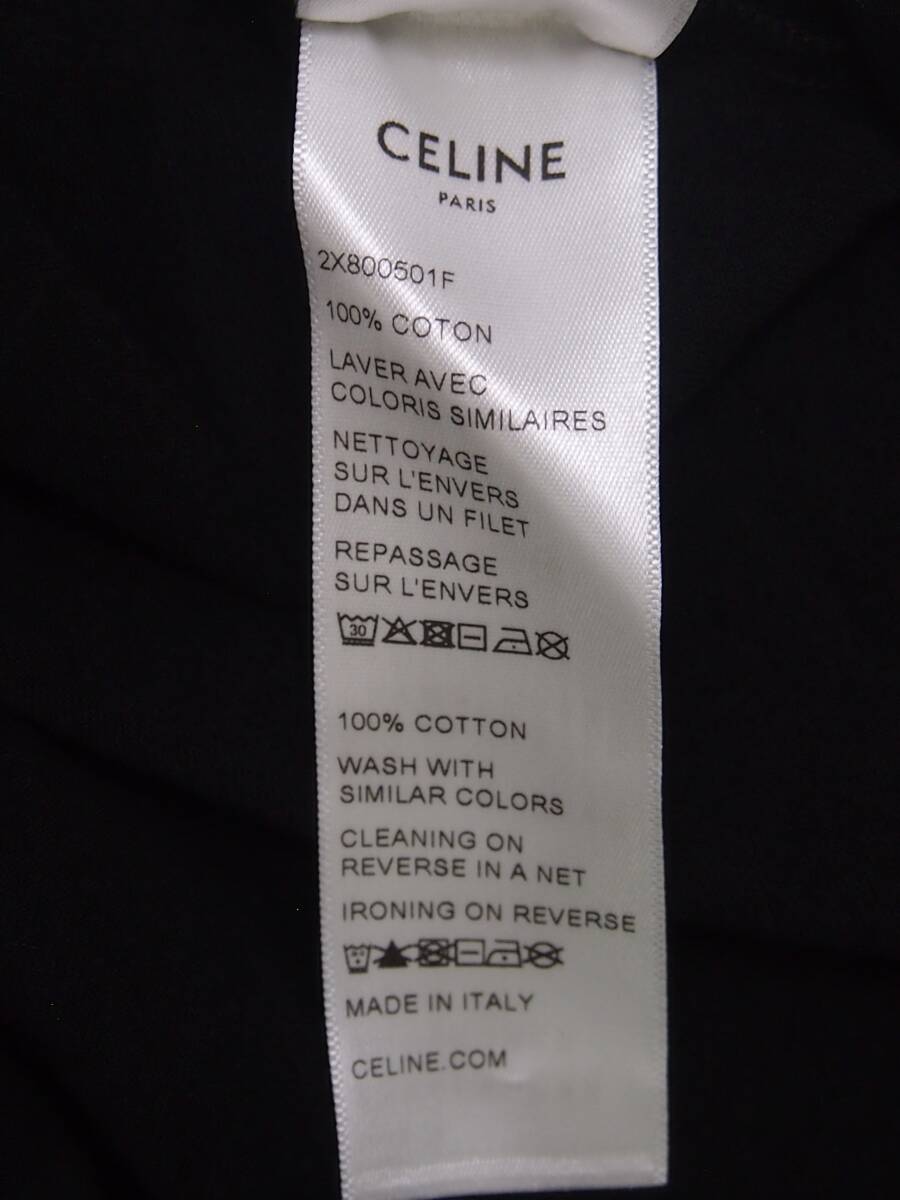 CELINE
PARIS
2X800501F
100% COTON
LAVER AVEC
COLORIS SIMILAIRES
NETTOYAGE
SUR L'ENVERS
DANS UN FILET
REPASSAGE
SUR L'ENVERS
30
100% COTTON
WASH WITH
SIMILAR COLORS
CLEANING ON
REVERSE IN A NET
IRONING ON REVERSE
MADE IN ITALY
CELINE.COM